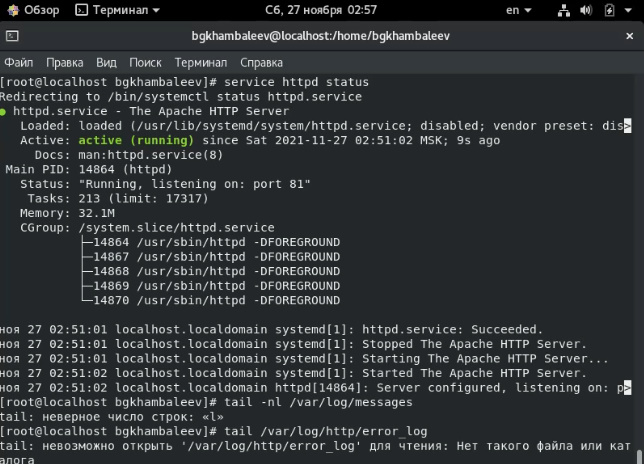 Обзор Терминал Сб, 27 ноября 02:57 en
bgkhambaleev@localhost:/home/bgkhambaleev
Файл Правка Вид Поиск Терминал Справка
[root@localhost bgkhambaleev]# service httpd status
Redirecting to /bin/systemctl status httpd.service
● httpd.service - The Apache HTTP Server
Loaded: loaded (/usr/lib/systemd/system/httpd.service; disabled; vendor preset: dis>
Active: active (running) since Sat 2021-11-27 02:51:02 MSK; 9s ago
Docs: man:httpd.service(8)
Main PID: 14864 (httpd)
Status: "Running, listening on: port 81"
Tasks: 213 (limit: 17317)
Memory: 32.1M
CGroup: /system.slice/httpd.service
├─14864 /usr/sbin/httpd -DFOREGROUND
├─14867 /usr/sbin/httpd -DFOREGROUND
├─14868 /usr/sbin/httpd -DFOREGROUND
├─14869 /usr/sbin/httpd -DFOREGROUND
└─14870 /usr/sbin/httpd -DFOREGROUND
ноя 27 02:51:01 localhost.localdomain systemd[1]: httpd.service: Succeeded.
ноя 27 02:51:01 localhost.localdomain systemd[1]: Stopped The Apache HTTP Server.
ноя 27 02:51:01 localhost.localdomain systemd[1]: Starting The Apache HTTP Server...
ноя 27 02:51:02 localhost.localdomain systemd[1]: Started The Apache HTTP Server.
ноя 27 02:51:02 localhost.localdomain httpd[14864]: Server configured, listening on: p>
[root@localhost bgkhambaleev]# tail -nl /var/log/messages
tail: неверное число строк: «l»
[root@localhost bgkhambaleev]# tail /var/log/http/error_log
tail: невозможно открыть '/var/log/http/error_log' для чтения: Нет такого файла или кат
алога